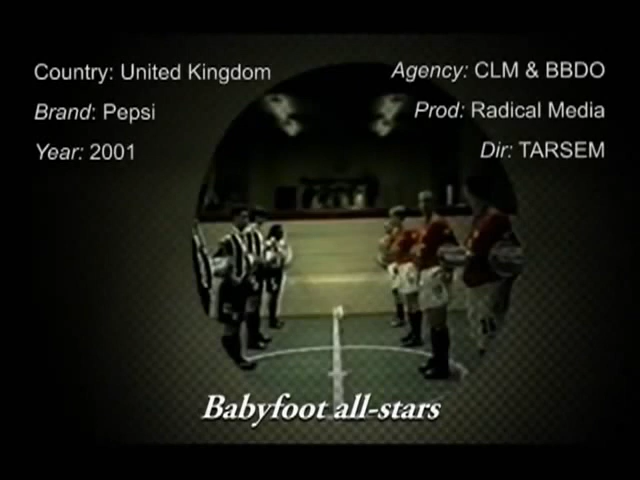 Country: United Kingdom
Brand: Pepsi
Year: 2001
Agency: CLM & BBDO
Prod: Radical Media
Dir: TARSEM
Babyfoot all-stars